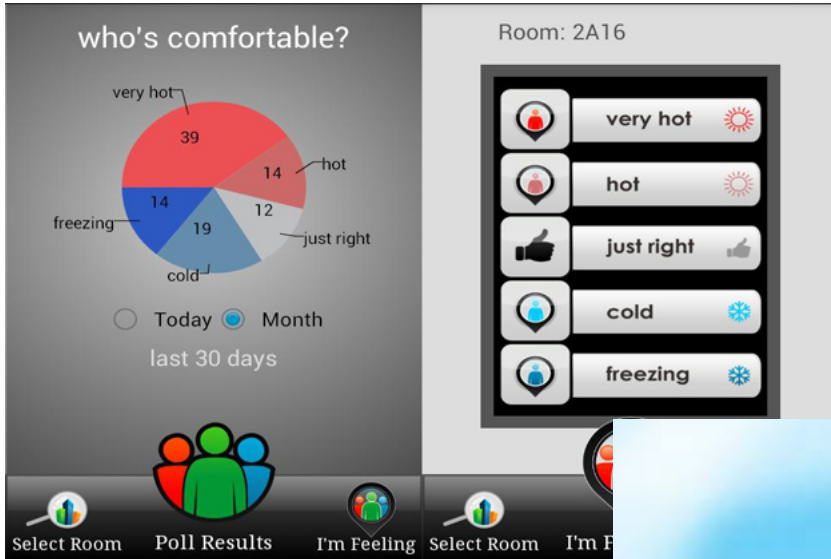 who's comfortable?
very hot
39
hot
14
just right
12
freezing
14
cold
19
Today
Month
last 30 days
Select Room
Poll Results
I'm Feeling
Room: 2A16
very hot
hot
just right
cold
freezing
Select Room
I'm